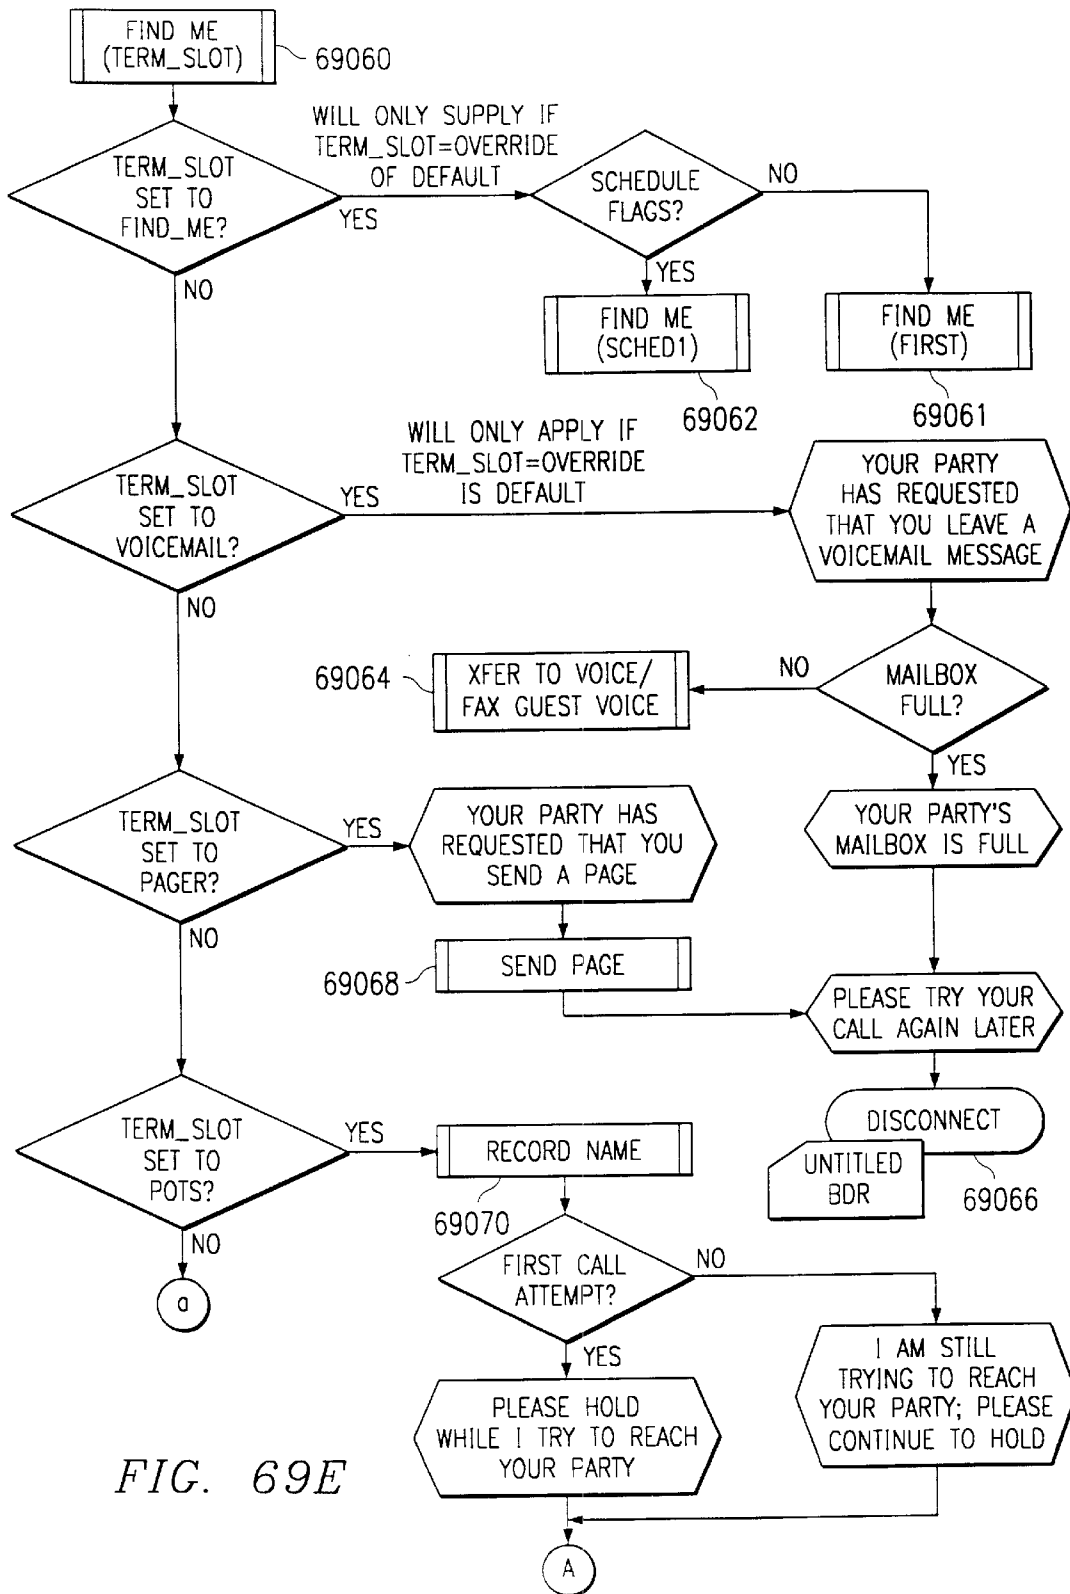 FIND ME
(TERM_SLOT)
69060
WILL ONLY SUPPLY IF
TERM_SLOT=OVERRIDE
OF DEFAULT
TERM_SLOT
SET TO
FIND_ME?
YES
NO
SCHEDULE
FLAGS?
NO
YES
FIND ME
(SCHED1)
69062
FIND ME
(FIRST)
69061
TERM_SLOT
SET TO
VOICEMAIL?
YES
NO
WILL ONLY APPLY IF
TERM_SLOT=OVERRIDE
IS DEFAULT
YOUR PARTY
HAS REQUESTED
THAT YOU LEAVE A
VOICEMAIL MESSAGE
MAILBOX
FULL?
NO
YES
69064
XFER TO VOICE/
FAX GUEST VOICE
YOUR PARTY'S
MAILBOX IS FULL
TERM_SLOT
SET TO
PAGER?
YES
NO
YOUR PARTY HAS
REQUESTED THAT YOU
SEND A PAGE
69068
SEND PAGE
PLEASE TRY YOUR
CALL AGAIN LATER
DISCONNECT
UNTITLED
BDR
69066
TERM_SLOT
SET TO
POTS?
YES
NO
a
RECORD NAME
69070
FIRST CALL
ATTEMPT?
NO
YES
PLEASE HOLD
WHILE I TRY TO REACH
YOUR PARTY
I AM STILL
TRYING TO REACH
YOUR PARTY; PLEASE
CONTINUE TO HOLD
A
FIG. 69E